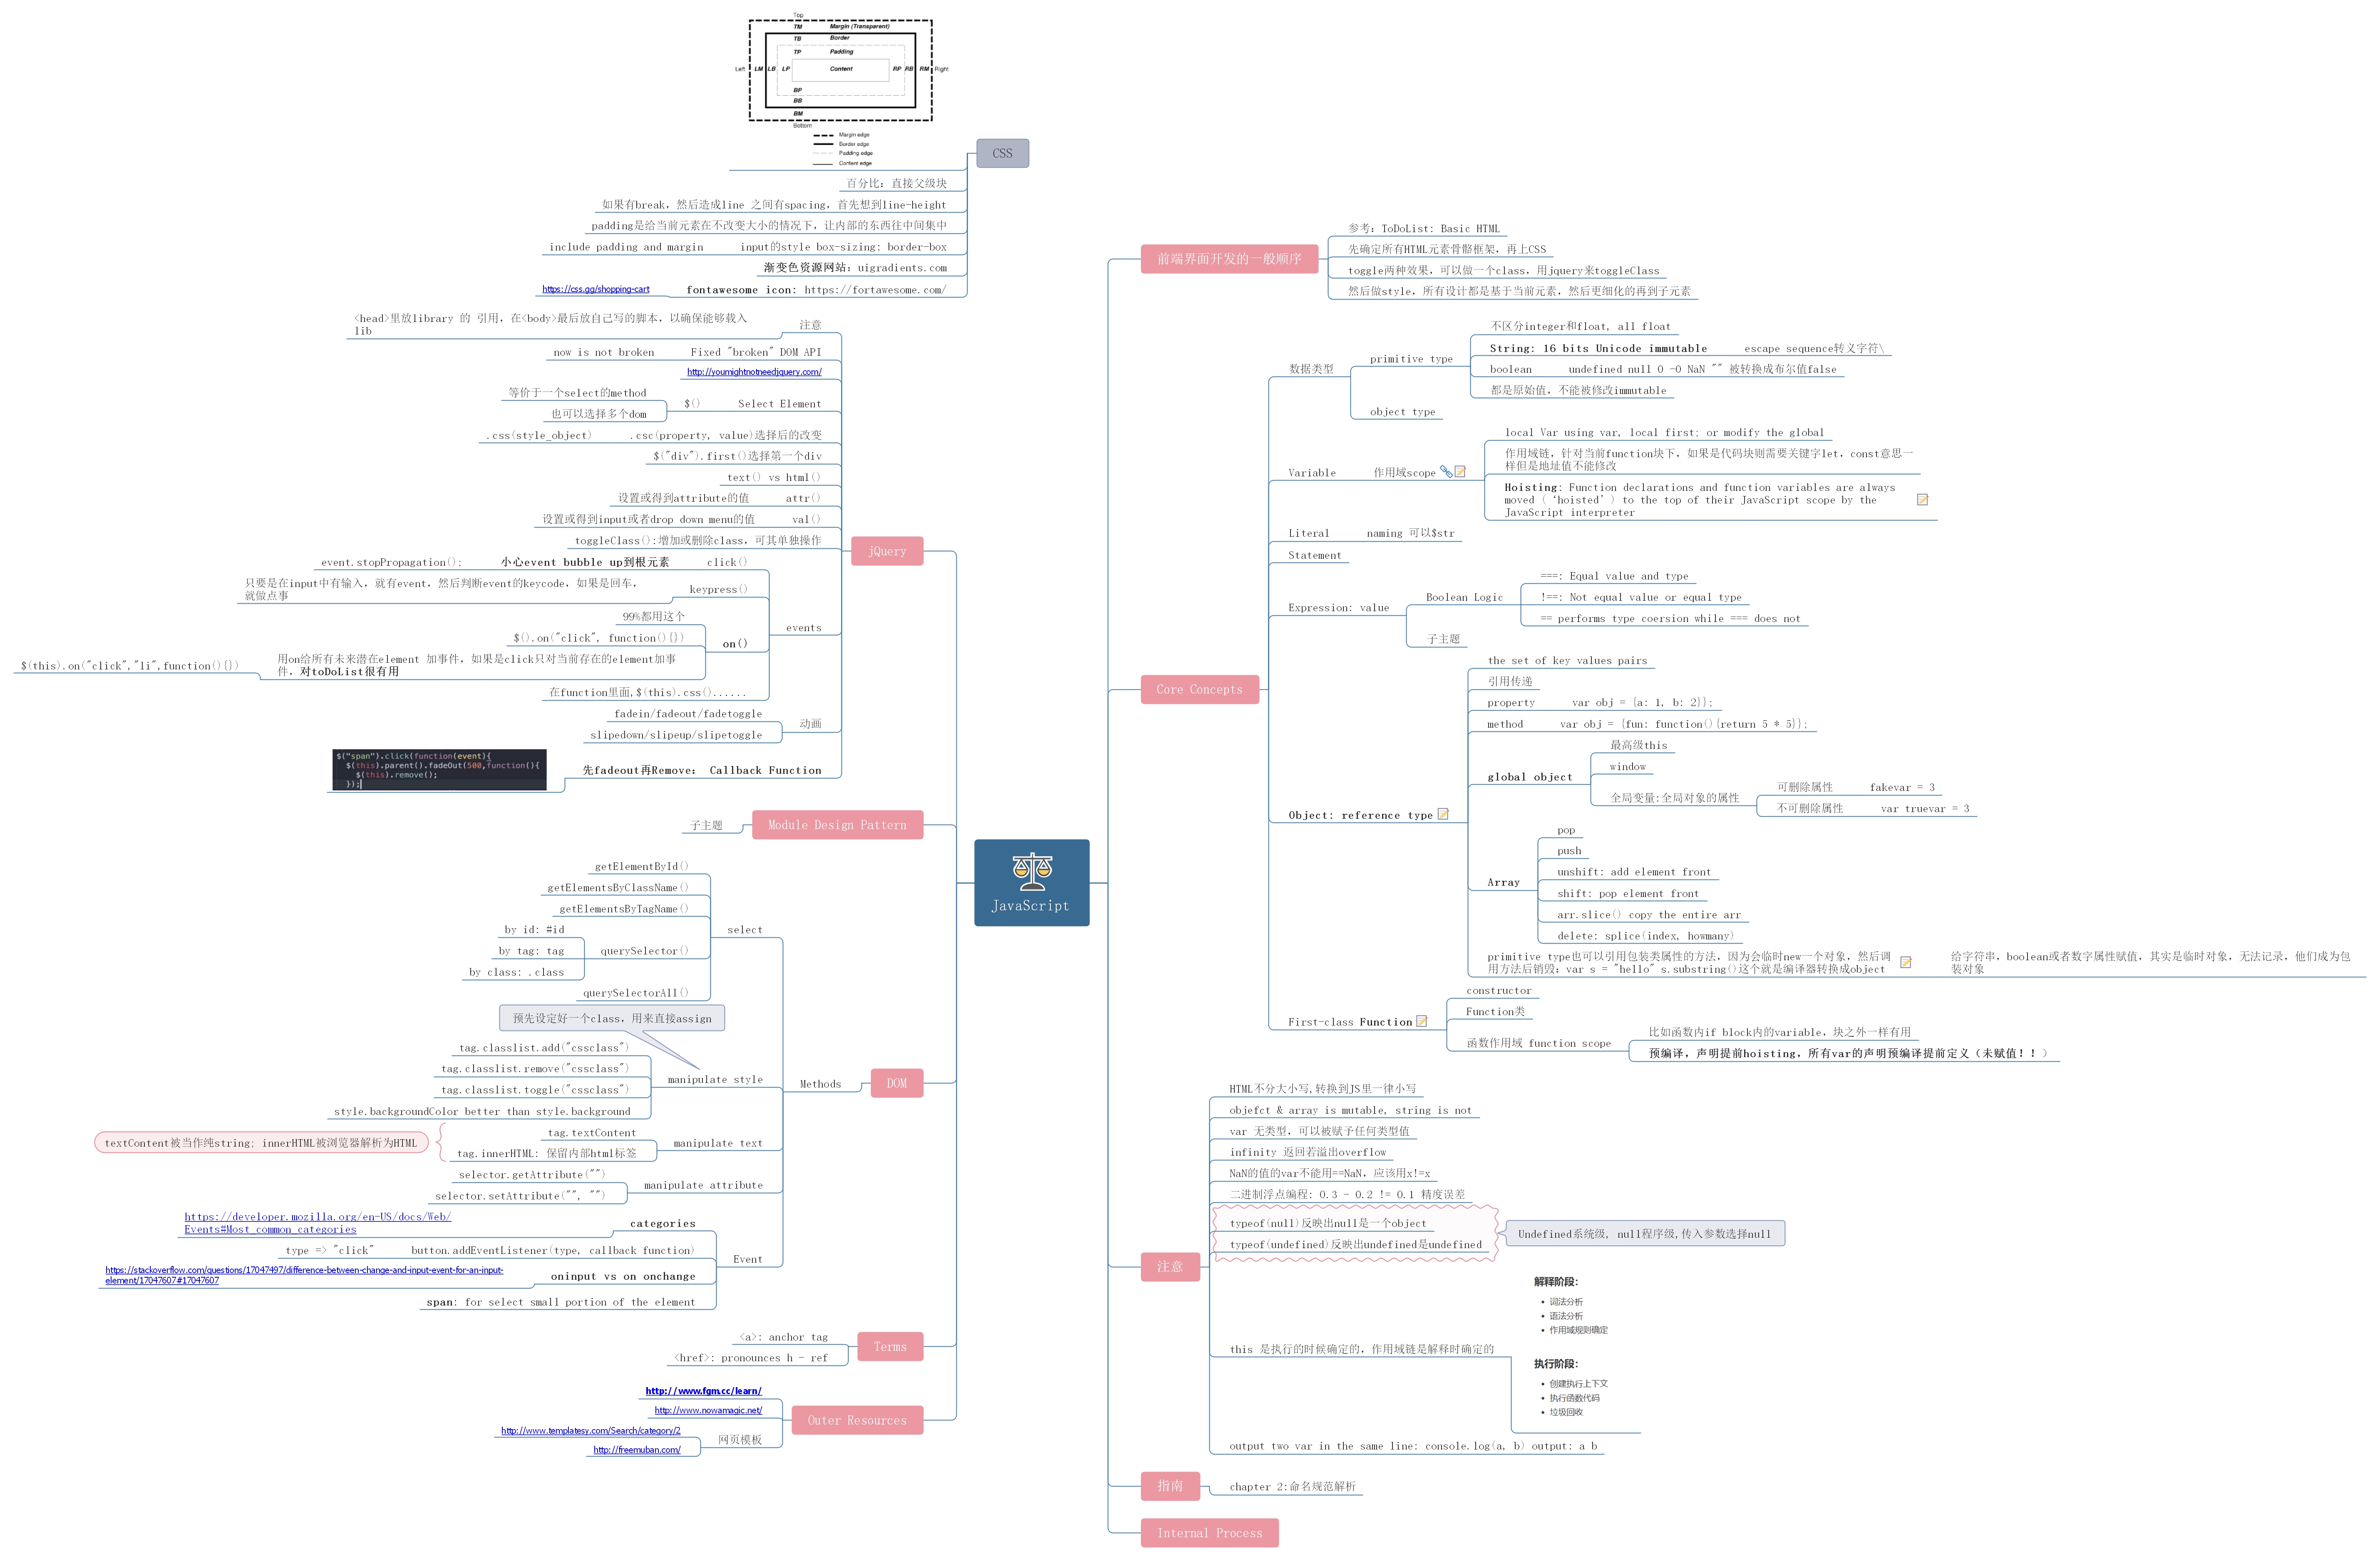 Top
TM Margin (Transparent)
TB Border
TP Padding
Left LM LB LP Content RP RB RM Right
BP
BB
BM
Bottom
Margin edge
Border edge
Padding edge
Content edge
CSS
百分比：直接父级块
如果有break，然后造成line 之间有spacing，首先想到line-height
padding是给当前元素在不改变大小的情况下，让内部的东西往中间集中
include padding and margin input的style box-sizing: border-box
渐变色资源网站：uigradients.com
https://css.gg/shopping-cart fontawesome icon: https://fortawesome.com/
jQuery
<head>里放library 的 引用，在<body>最后放自己写的脚本，以确保能够载入
lib
注意
now is not broken Fixed "broken" DOM API
http://youmightnotneedjquery.com/
等价于一个select的method
也可以选择多个dom
$() Select Element
.css(style_object) .csc(property, value)选择后的改变
$("div").first()选择第一个div
text() vs html()
设置或得到attribute的值 attr()
设置或得到input或者drop down menu的值 val()
toggleClass():增加或删除class，可其单独操作
event.stopPropagation(); 小心event bubble up到根元素 click()
只要是在input中有输入，就有event，然后判断event的keycode，如果是回车，
就做点事
keypress()
events
99%都用这个
$().on("click", function(){})
on()
$(this).on("click","li",function(){})
用on给所有未来潜在element 加事件，如果是click只对当前存在的element加事
件，对toDoList很有用
在function里面,$(this).css()......
fadein/fadeout/fadetoggle
slipedown/slipeup/slipetoggle
动画
$("span").click(function(event){
$(this).parent().fadeOut(500,function(){
$(this).remove();
});
先fadeout再Remove： Callback Function
子主题 Module Design Pattern
JavaScript
getElementById()
getElementsByClassName()
getElementsByTagName()
select
by id: #id
by tag: tag querySelector()
by class: .class
querySelectorAll()
预先设定好一个class，用来直接assign
tag.classlist.add("cssclass")
tag.classlist.remove("cssclass")
manipulate style
tag.classlist.toggle("cssclass")
style.backgroundColor better than style.background
Methods
DOM
textContent被当作纯string; innerHTML被浏览器解析为HTML
tag.textContent
tag.innerHTML: 保留内部html标签
manipulate text
selector.getAttribute("")
selector.setAttribute("", "")
manipulate attribute
https://developer.mozilla.org/en-US/docs/Web/
Events#Most_common_categories
categories
type => "click" button.addEventListener(type, callback function)
Event
https://stackoverflow.com/questions/17047497/difference-between-change-and-input-event-for-an-input-
element/17047607#17047607
oninput vs on onchange
span: for select small portion of the element
<a>: anchor tag
<href>: pronounces h - ref
Terms
http://www.fgm.cc/learn/
http://www.nowamagic.net/
Outer Resources
http://www.templatesy.com/Search/category/2
http://freemuban.com/
网页模板
前端界面开发的一般顺序
参考：ToDoList: Basic HTML
先确定所有HTML元素骨骼框架，再上CSS
toggle两种效果，可以做一个class，用jquery来toggleClass
然后做style，所有设计都是基于当前元素，然后更细化的再到子元素
Core Concepts
数据类型
primitive type
不区分integer和float, all float
String: 16 bits Unicode immutable escape sequence转义字符\
boolean undefined null 0 -0 NaN "" 被转换成布尔值false
都是原始值，不能被修改immutable
object type
Variable 作用域scope
local Var using var, local first; or modify the global
作用域链，针对当前function块下，如果是代码块则需要关键字let，const意思一
样但是地址值不能修改
Hoisting: Function declarations and function variables are always
moved (‘hoisted’) to the top of their JavaScript scope by the
JavaScript interpreter
Literal naming 可以$str
Statement
Expression: value
Boolean Logic
===: Equal value and type
!==: Not equal value or equal type
== performs type coersion while === does not
子主题
Object: reference type
the set of key values pairs
引用传递
property var obj = {a: 1, b: 2}};
method var obj = {fun: function(){return 5 * 5}};
global object
最高级this
window
全局变量:全局对象的属性
可删除属性 fakevar = 3
不可删除属性 var truevar = 3
Array
pop
push
unshift: add element front
shift: pop element front
arr.slice() copy the entire arr
delete: splice(index, howmany)
primitive type也可以引用包装类属性的方法，因为会临时new一个对象，然后调
用方法后销毁：var s = "hello" s.substring()这个就是编译器转换成object
给字符串，boolean或者数字属性赋值，其实是临时对象，无法记录，他们成为包
装对象
First-class Function
constructor
Function类
函数作用域 function scope
比如函数内if block内的variable，块之外一样有用
预编译，声明提前hoisting，所有var的声明预编译提前定义（未赋值！！）
注意
HTML不分大小写,转换到JS里一律小写
objefct & array is mutable, string is not
var 无类型，可以被赋予任何类型值
infinity 返回若溢出overflow
NaN的值的var不能用==NaN，应该用x!=x
二进制浮点编程: 0.3 - 0.2 != 0.1 精度误差
typeof(null)反映出null是一个object
typeof(undefined)反映出undefined是undefined
Undefined系统级, null程序级,传入参数选择null
this 是执行的时候确定的，作用域链是解释时确定的
解释阶段：
• 词法分析
• 语法分析
• 作用域规则确定
执行阶段：
• 创建执行上下文
• 执行函数代码
• 垃圾回收
output two var in the same line: console.log(a, b) output: a b
指南
chapter 2:命名规范解析
Internal Process